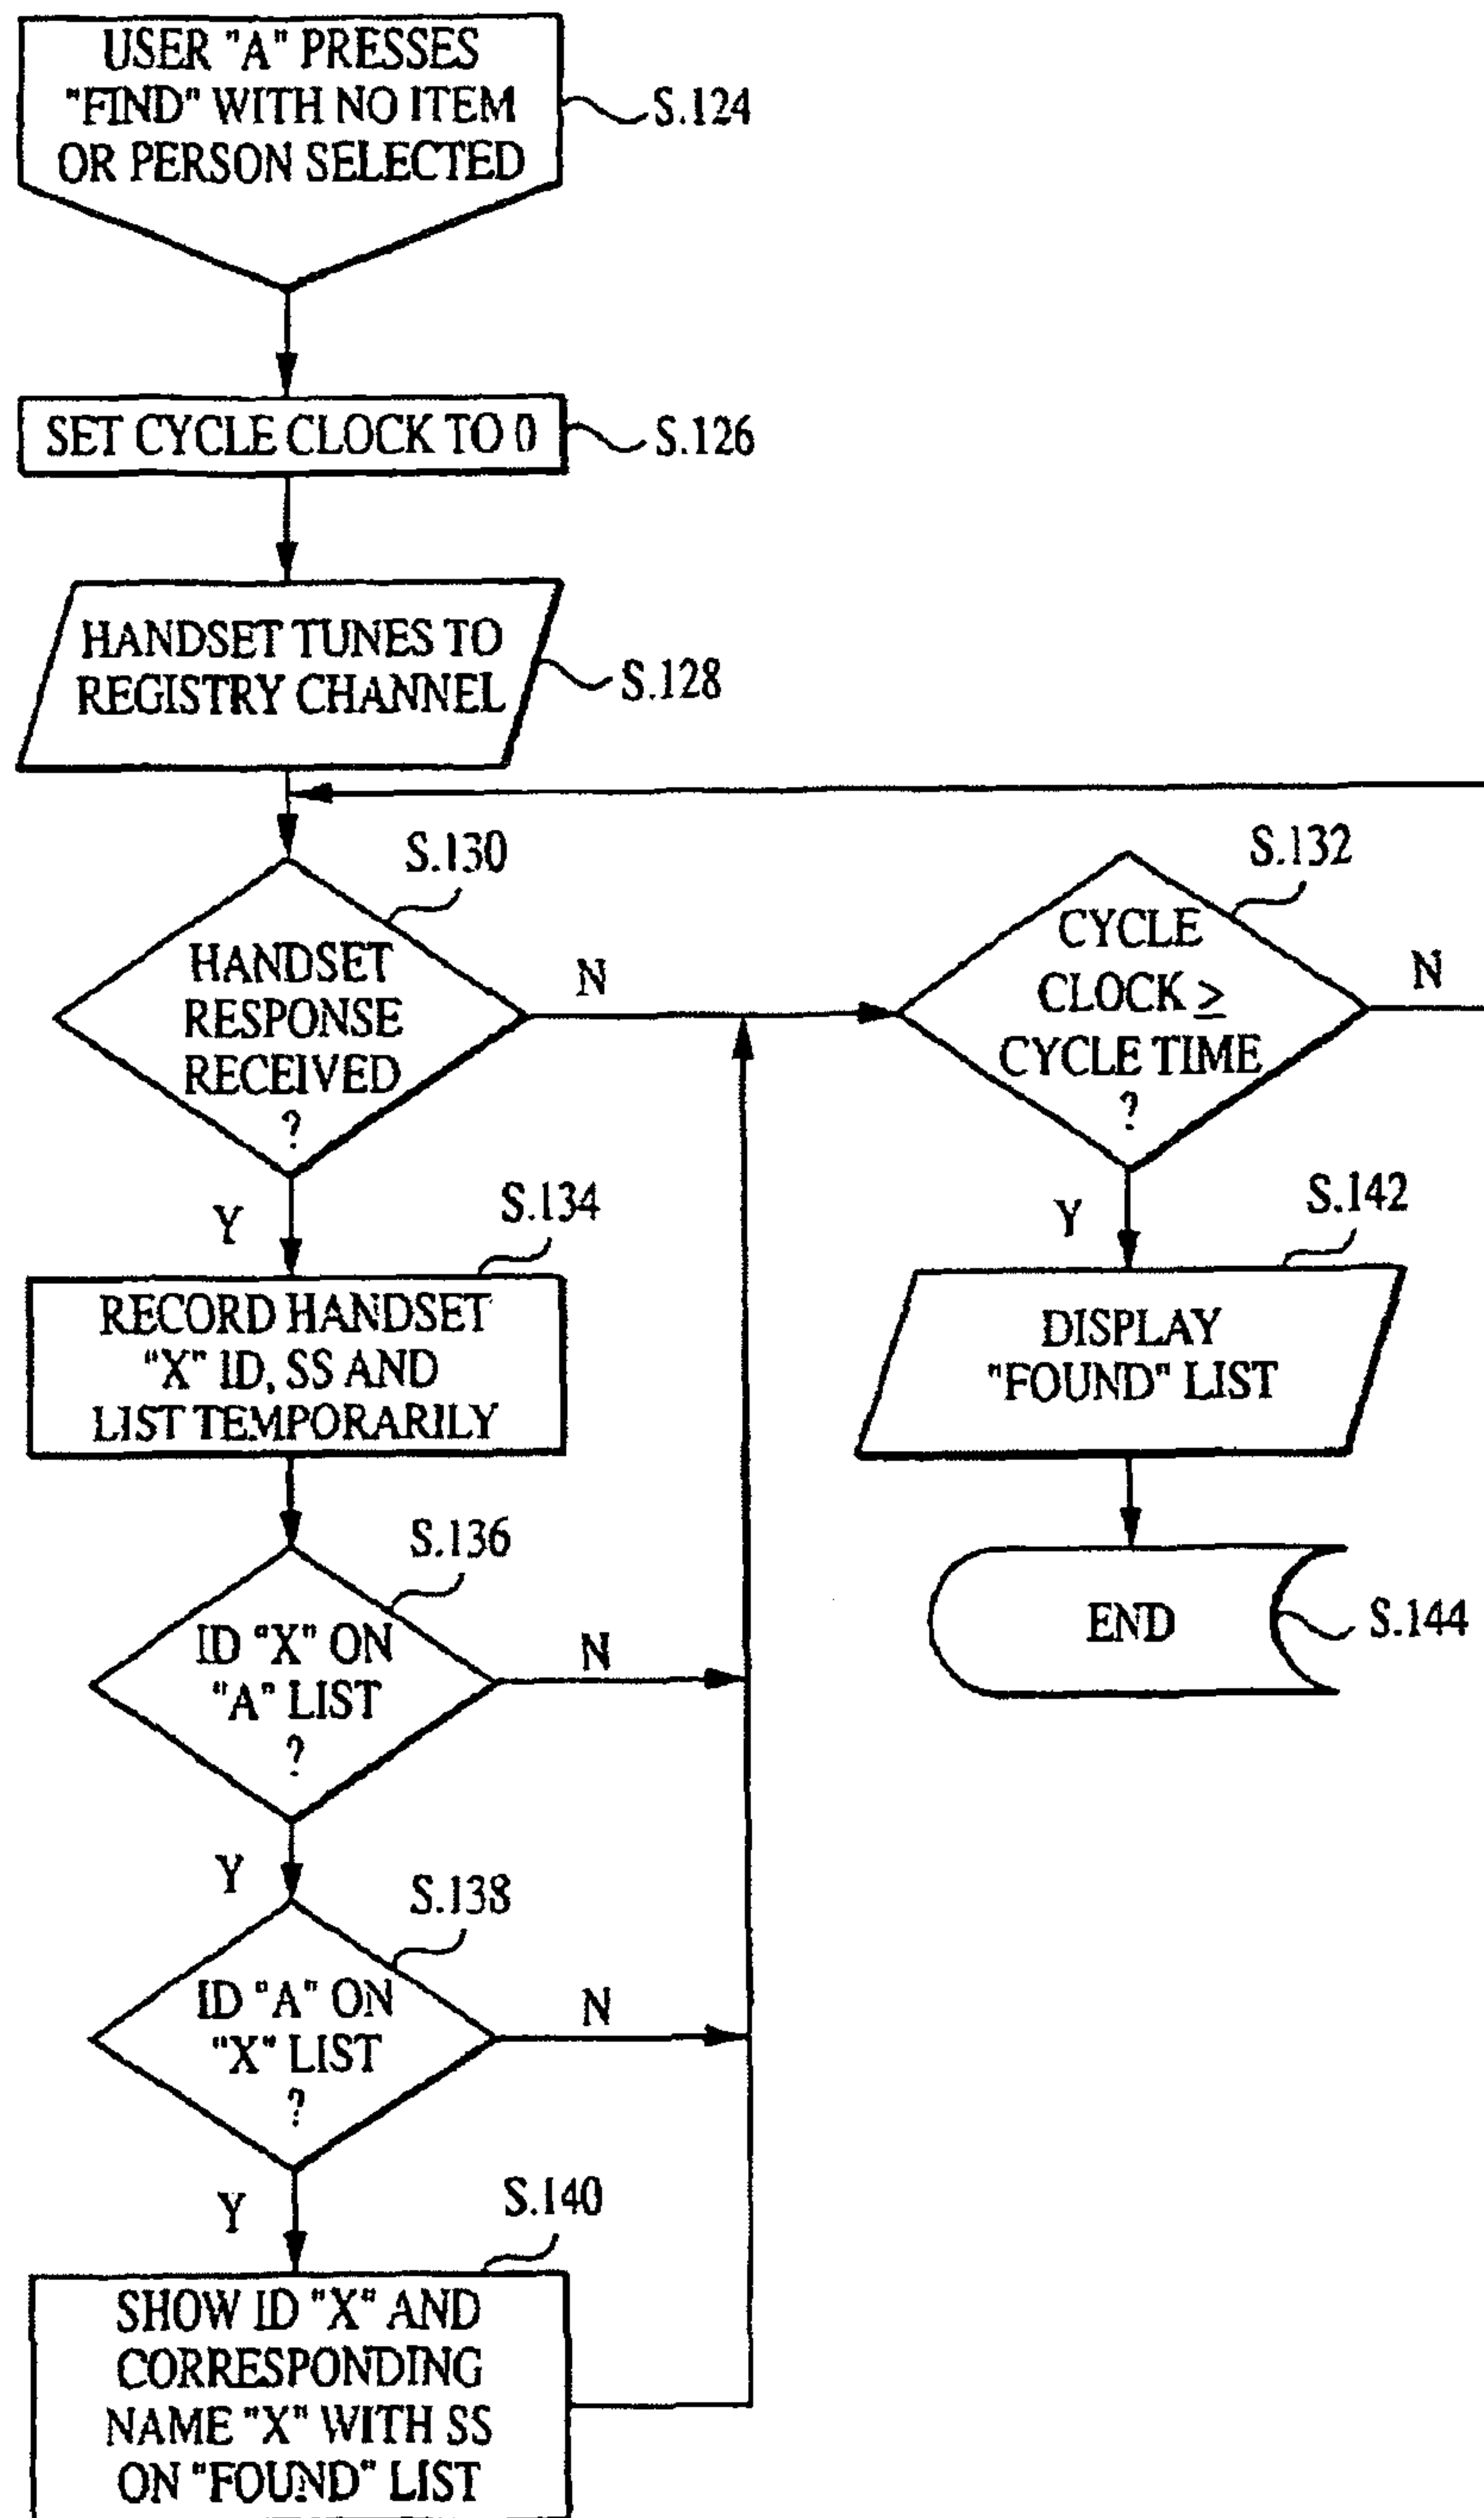 USER "A" PRESSES
"FIND" WITH NO ITEM
OR PERSON SELECTED
S.124
SET CYCLE CLOCK TO 0
S.126
HANDSET TUNES TO
REGISTRY CHANNEL
S.128
S.130
HANDSET
RESPONSE
RECEIVED
?
N
Y
S.132
CYCLE
CLOCK ≥
CYCLE TIME
?
N
Y
S.134
RECORD HANDSET
"X" ID, SS AND
LIST TEMPORARILY
S.142
DISPLAY
"FOUND" LIST
S.136
ID "X" ON
"A" LIST
?
N
Y
END
S.144
S.138
ID "A" ON
"X" LIST
?
N
Y
S.140
SHOW ID "X" AND
CORRESPONDING
NAME "X" WITH SS
ON "FOUND" LIST